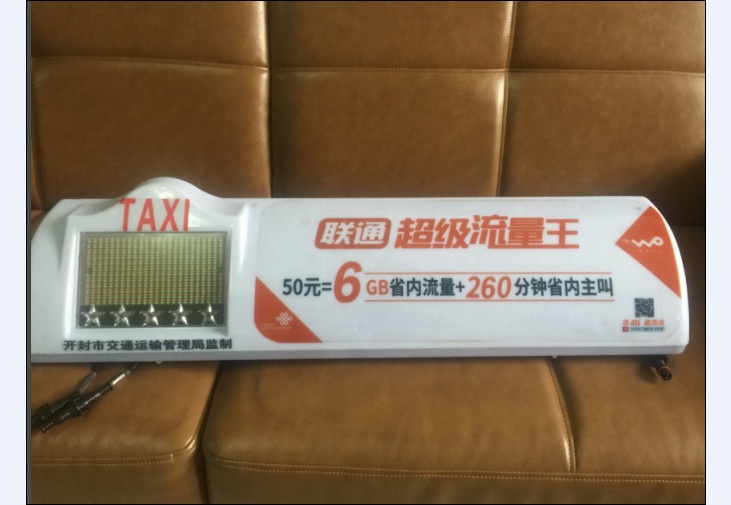 TAXI
开封市交通运输管理局监制
联通 超级流量王
50元=6GB省内流量+260分钟省内主叫